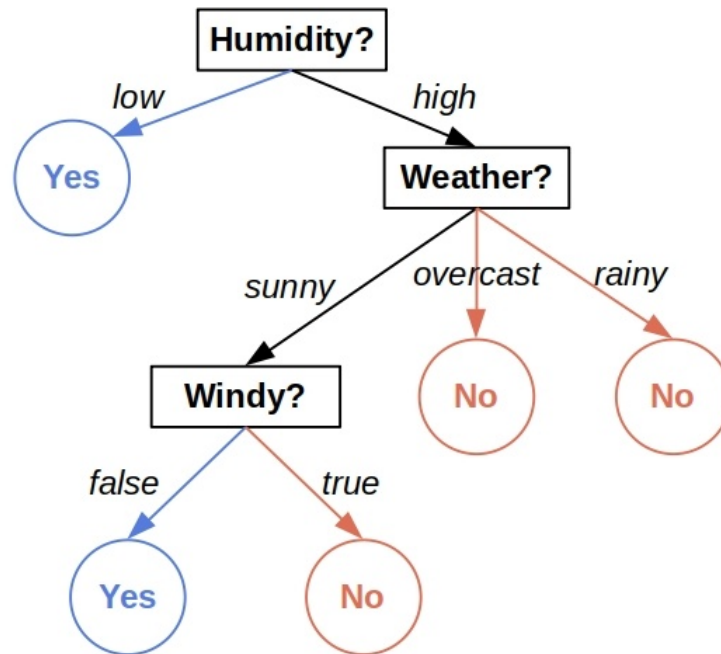 Humidity?
low
high
Yes
Weather?
sunny
overcast
rainy
Windy?
No
No
false
true
Yes
No